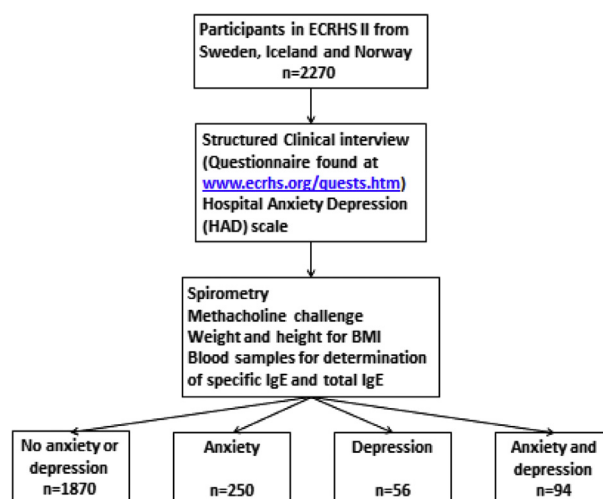 Participants in ECRHS II from
Sweden, Iceland and Norway
n=2270
Structured Clinical interview
(Questionnaire found at
www.ecrhs.org/quests.htm)
Hospital Anxiety Depression
(HAD) scale
Spirometry
Methacholine challenge
Weight and height for BMI
Blood samples for determination
of specific IgE and total IgE
No anxiety or
depression
n=1870
Anxiety
n=250
Depression
n=56
Anxiety and
depression
n=94